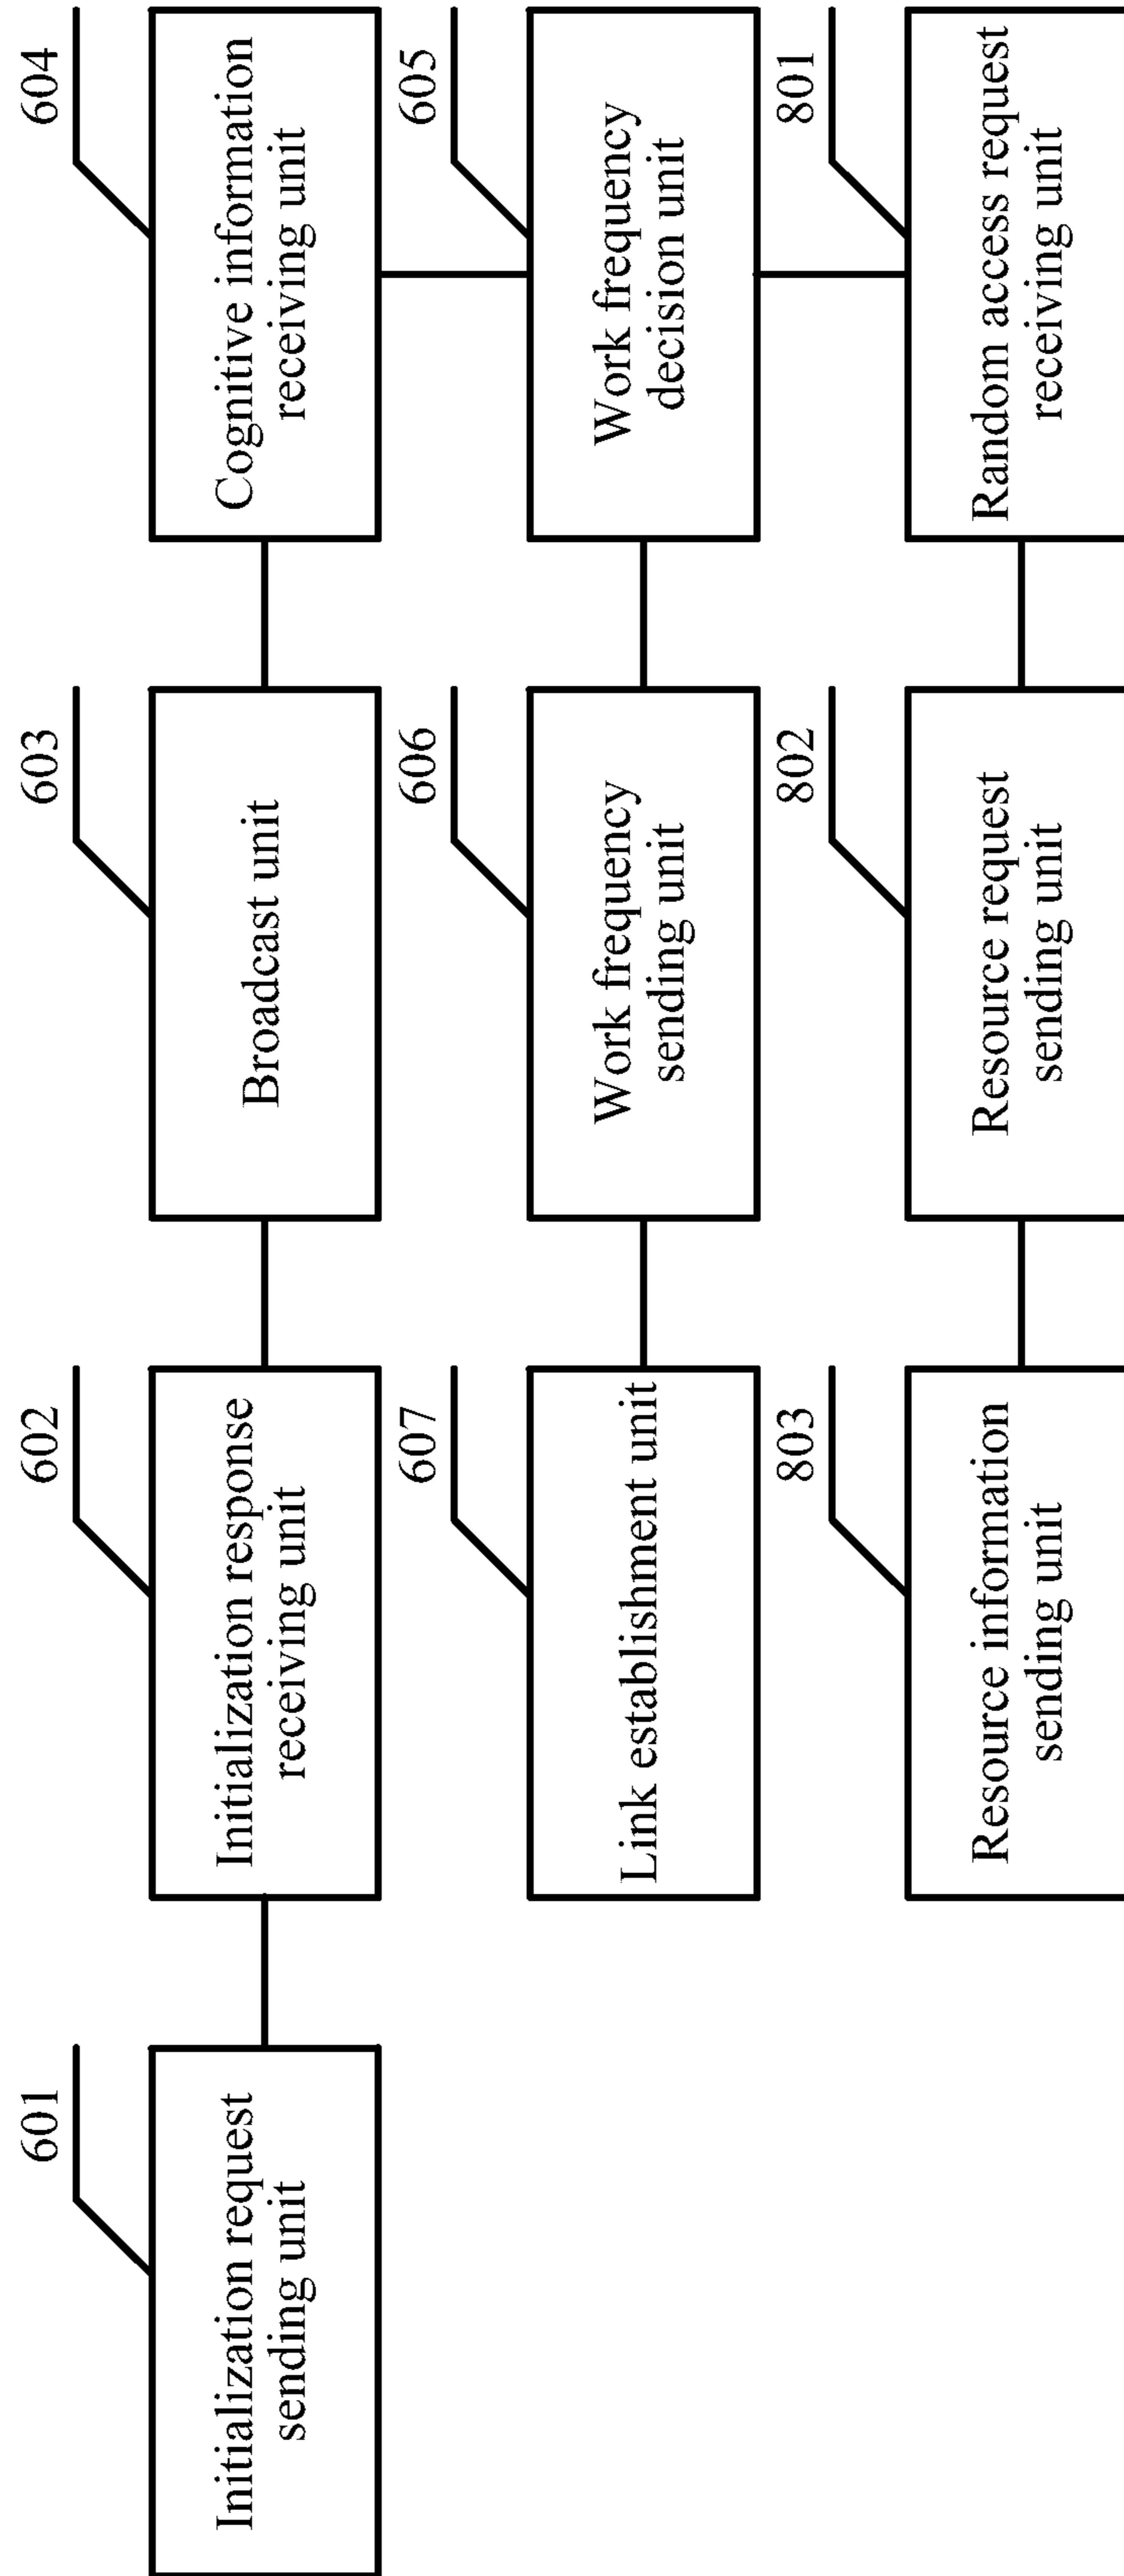 601
Initialization request
sending unit
602
Initialization response
receiving unit
603
Broadcast unit
604
Cognitive information
receiving unit
607
Link establishment unit
606
Work frequency
sending unit
605
Work frequency
decision unit
803
Resource information
sending unit
802
Resource request
sending unit
801
Random access request
receiving unit